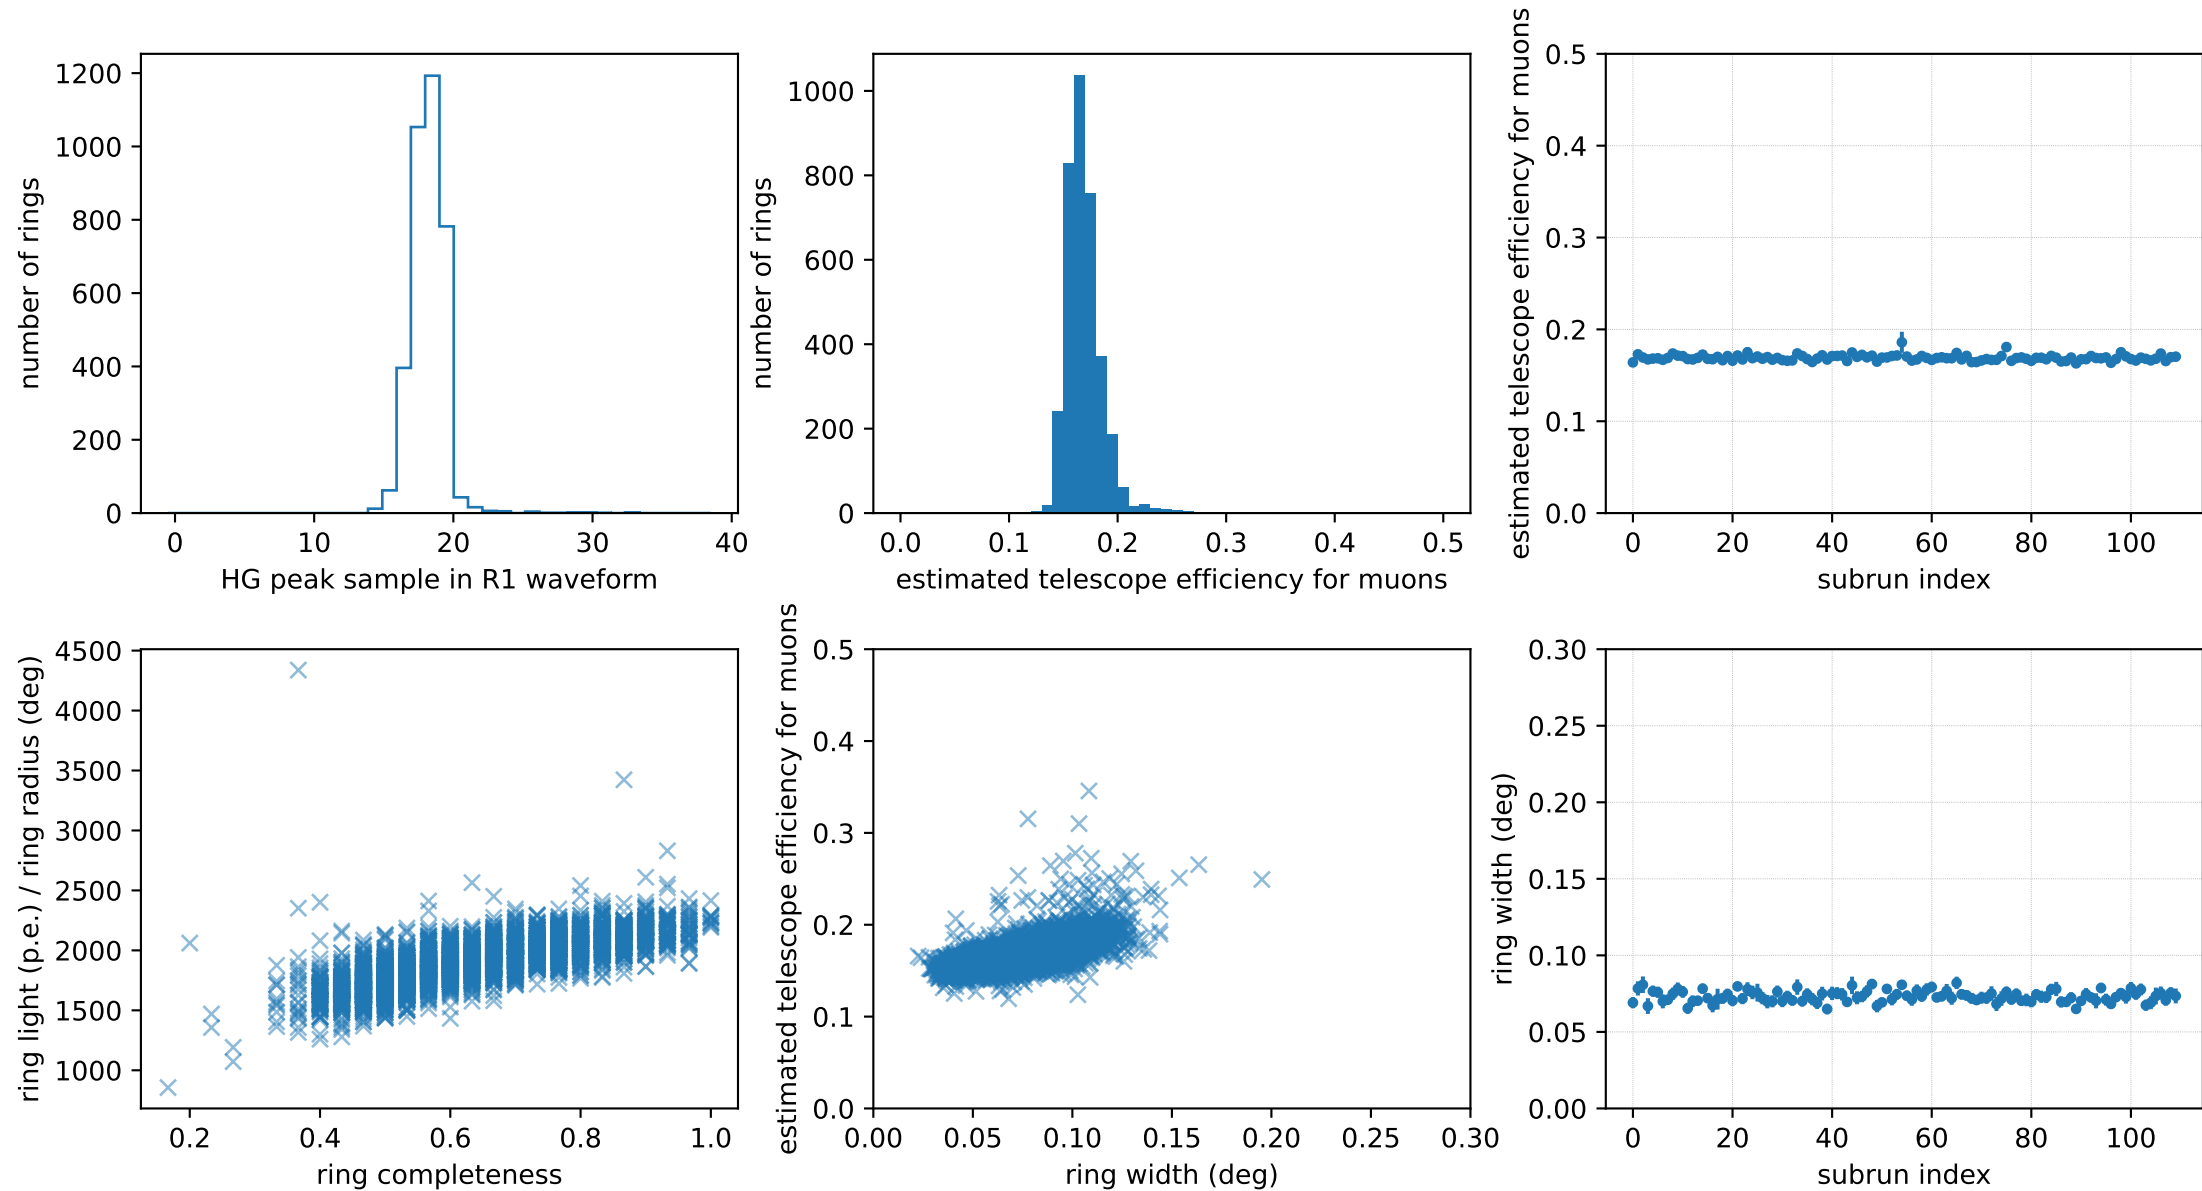 number of rings
1200
1000
800
600
400
200
0
0 10 20 30 40
HG peak sample in R1 waveform
number of rings
1000
800
600
400
200
0
0.0 0.1 0.2 0.3 0.4 0.5
estimated telescope efficiency for muons
estimated telescope efficiency for muons
0.5
0.4
0.3
0.2
0.1
0.0
0 20 40 60 80 100
subrun index
ring light (p.e.) / ring radius (deg)
4500
4000
3500
3000
2500
2000
1500
1000
0.2 0.4 0.6 0.8 1.0
ring completeness
estimated telescope efficiency for muons
0.5
0.4
0.3
0.2
0.1
0.0
0.00 0.05 0.10 0.15 0.20 0.25 0.30
ring width (deg)
ring width (deg)
0.30
0.25
0.20
0.15
0.10
0.05
0.00
0 20 40 60 80 100
subrun index